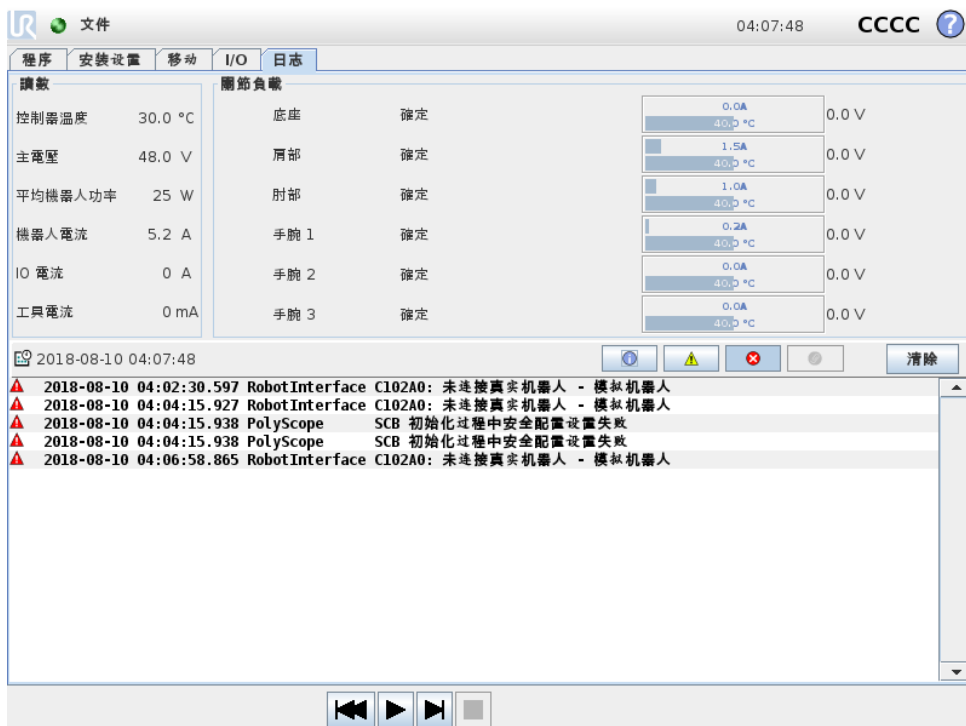 UR 文件 04:07:48 CCCC ?
程序 安装设置 移动 I/O 日志
讀數 關節負載
控制器溫度 30.0 °C 底座 確定 0.0A 40.0 °C 0.0 V
主電壓 48.0 V 肩部 確定 1.5A 40.0 °C 0.0 V
平均機器人功率 25 W 肘部 確定 1.0A 40.0 °C 0.0 V
機器人電流 5.2 A 手腕 1 確定 0.2A 40.0 °C 0.0 V
IO 電流 0 A 手腕 2 確定 0.0A 40.0 °C 0.0 V
工具電流 0 mA 手腕 3 確定 0.0A 40.0 °C 0.0 V
2018-08-10 04:07:48 清除
2018-08-10 04:02:30.597 RobotInterface C102A0: 未连接真实机器人 - 模拟机器人
2018-08-10 04:04:15.927 RobotInterface C102A0: 未连接真实机器人 - 模拟机器人
2018-08-10 04:04:15.938 PolyScope SCB 初始化过程中安全配置设置失败
2018-08-10 04:04:15.938 PolyScope SCB 初始化过程中安全配置设置失败
2018-08-10 04:06:58.865 RobotInterface C102A0: 未连接真实机器人 - 模拟机器人